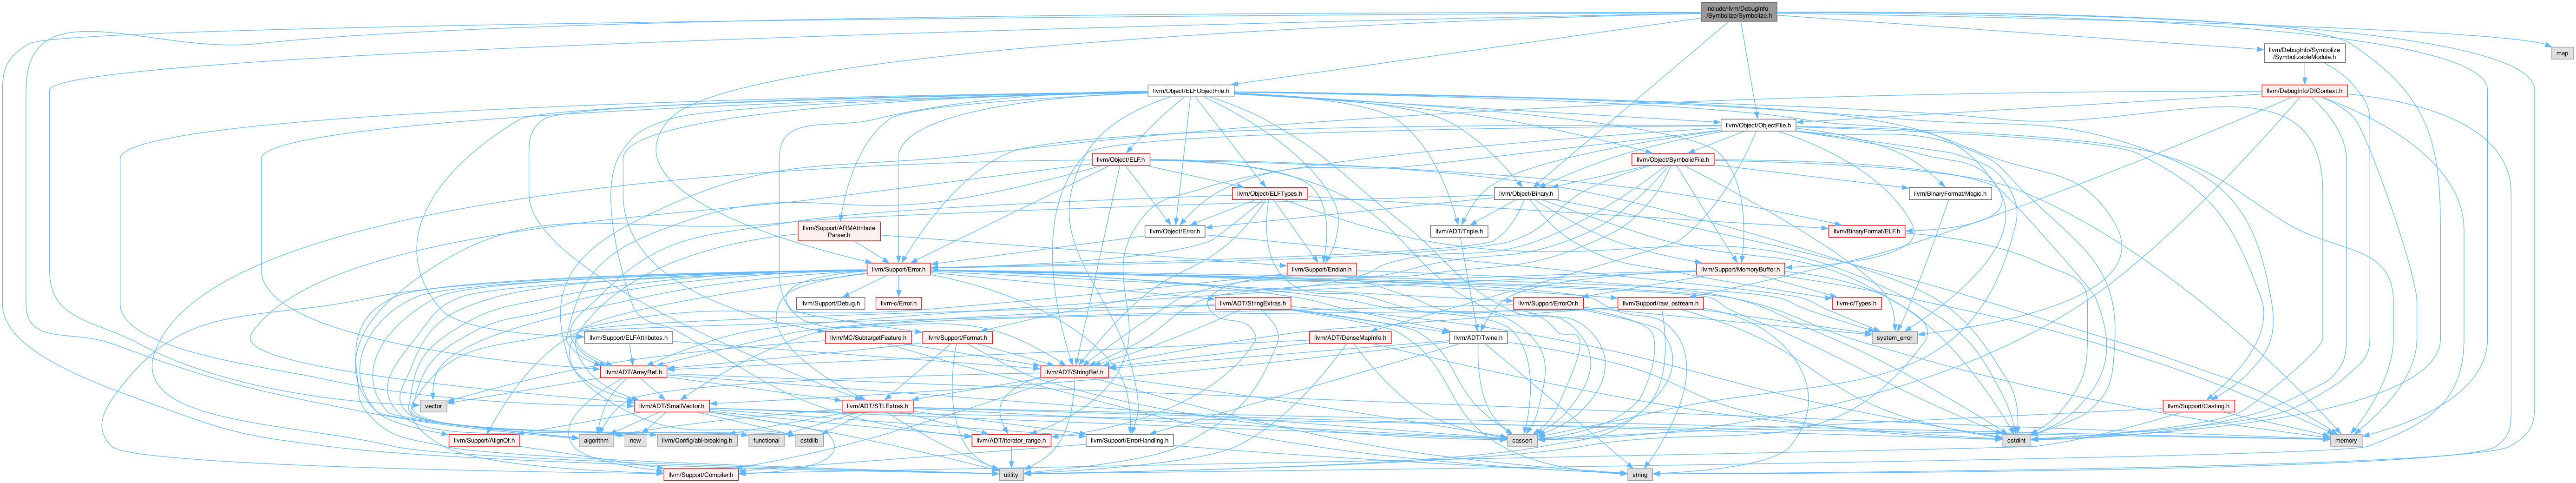 include/llvm/DebugInfo
/Symbolize/Symbolize.h
map
llvm/DebugInfo/Symbolize
/SymbolizableModule.h
llvm/Object/ELFObjectFile.h
llvm/DebugInfo/DIContext.h
llvm/Object/ObjectFile.h
llvm/Object/ELF.h
llvm/Object/SymbolicFile.h
llvm/Object/ELFTypes.h
llvm/Object/Binary.h
llvm/BinaryFormat/Magic.h
llvm/Support/ARMAttribute
Parser.h
llvm/Object/Error.h
llvm/ADT/Triple.h
llvm/BinaryFormat/ELF.h
llvm/Support/Error.h
llvm/Support/Endian.h
llvm/Support/MemoryBuffer.h
llvm/Support/Debug.h
llvm-c/Error.h
llvm/ADT/StringExtras.h
llvm/Support/ErrorOr.h
llvm/Support/raw_ostream.h
llvm-c/Types.h
llvm/Support/ELFAttributes.h
llvm/MC/SubtargetFeature.h
llvm/Support/Format.h
llvm/ADT/DenseMapInfo.h
llvm/ADT/Twine.h
system_error
llvm/ADT/ArrayRef.h
llvm/ADT/StringRef.h
vector
llvm/ADT/SmallVector.h
llvm/ADT/STLExtras.h
llvm/Support/Casting.h
llvm/Support/AlignOf.h
algorithm
new
llvm/Config/abi-breaking.h
functional
cstdlib
llvm/ADT/iterator_range.h
llvm/Support/ErrorHandling.h
cassert
cstdint
memory
llvm/Support/Compiler.h
utility
string